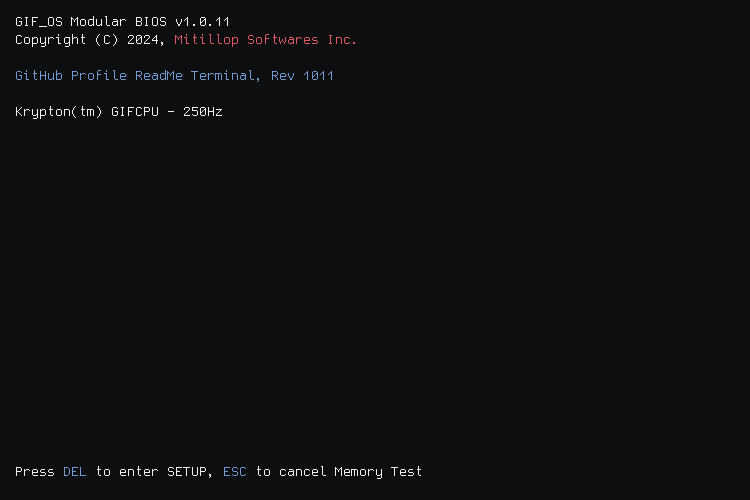 GIF_OS Modular BIOS v1.0.11
Copyright (C) 2024, Mitillop Softwares Inc.
GitHub Profile ReadMe Terminal, Rev 1011
Krypton(tm) GIFCPU - 250Hz
Press DEL to enter SETUP, ESC to cancel Memory Test